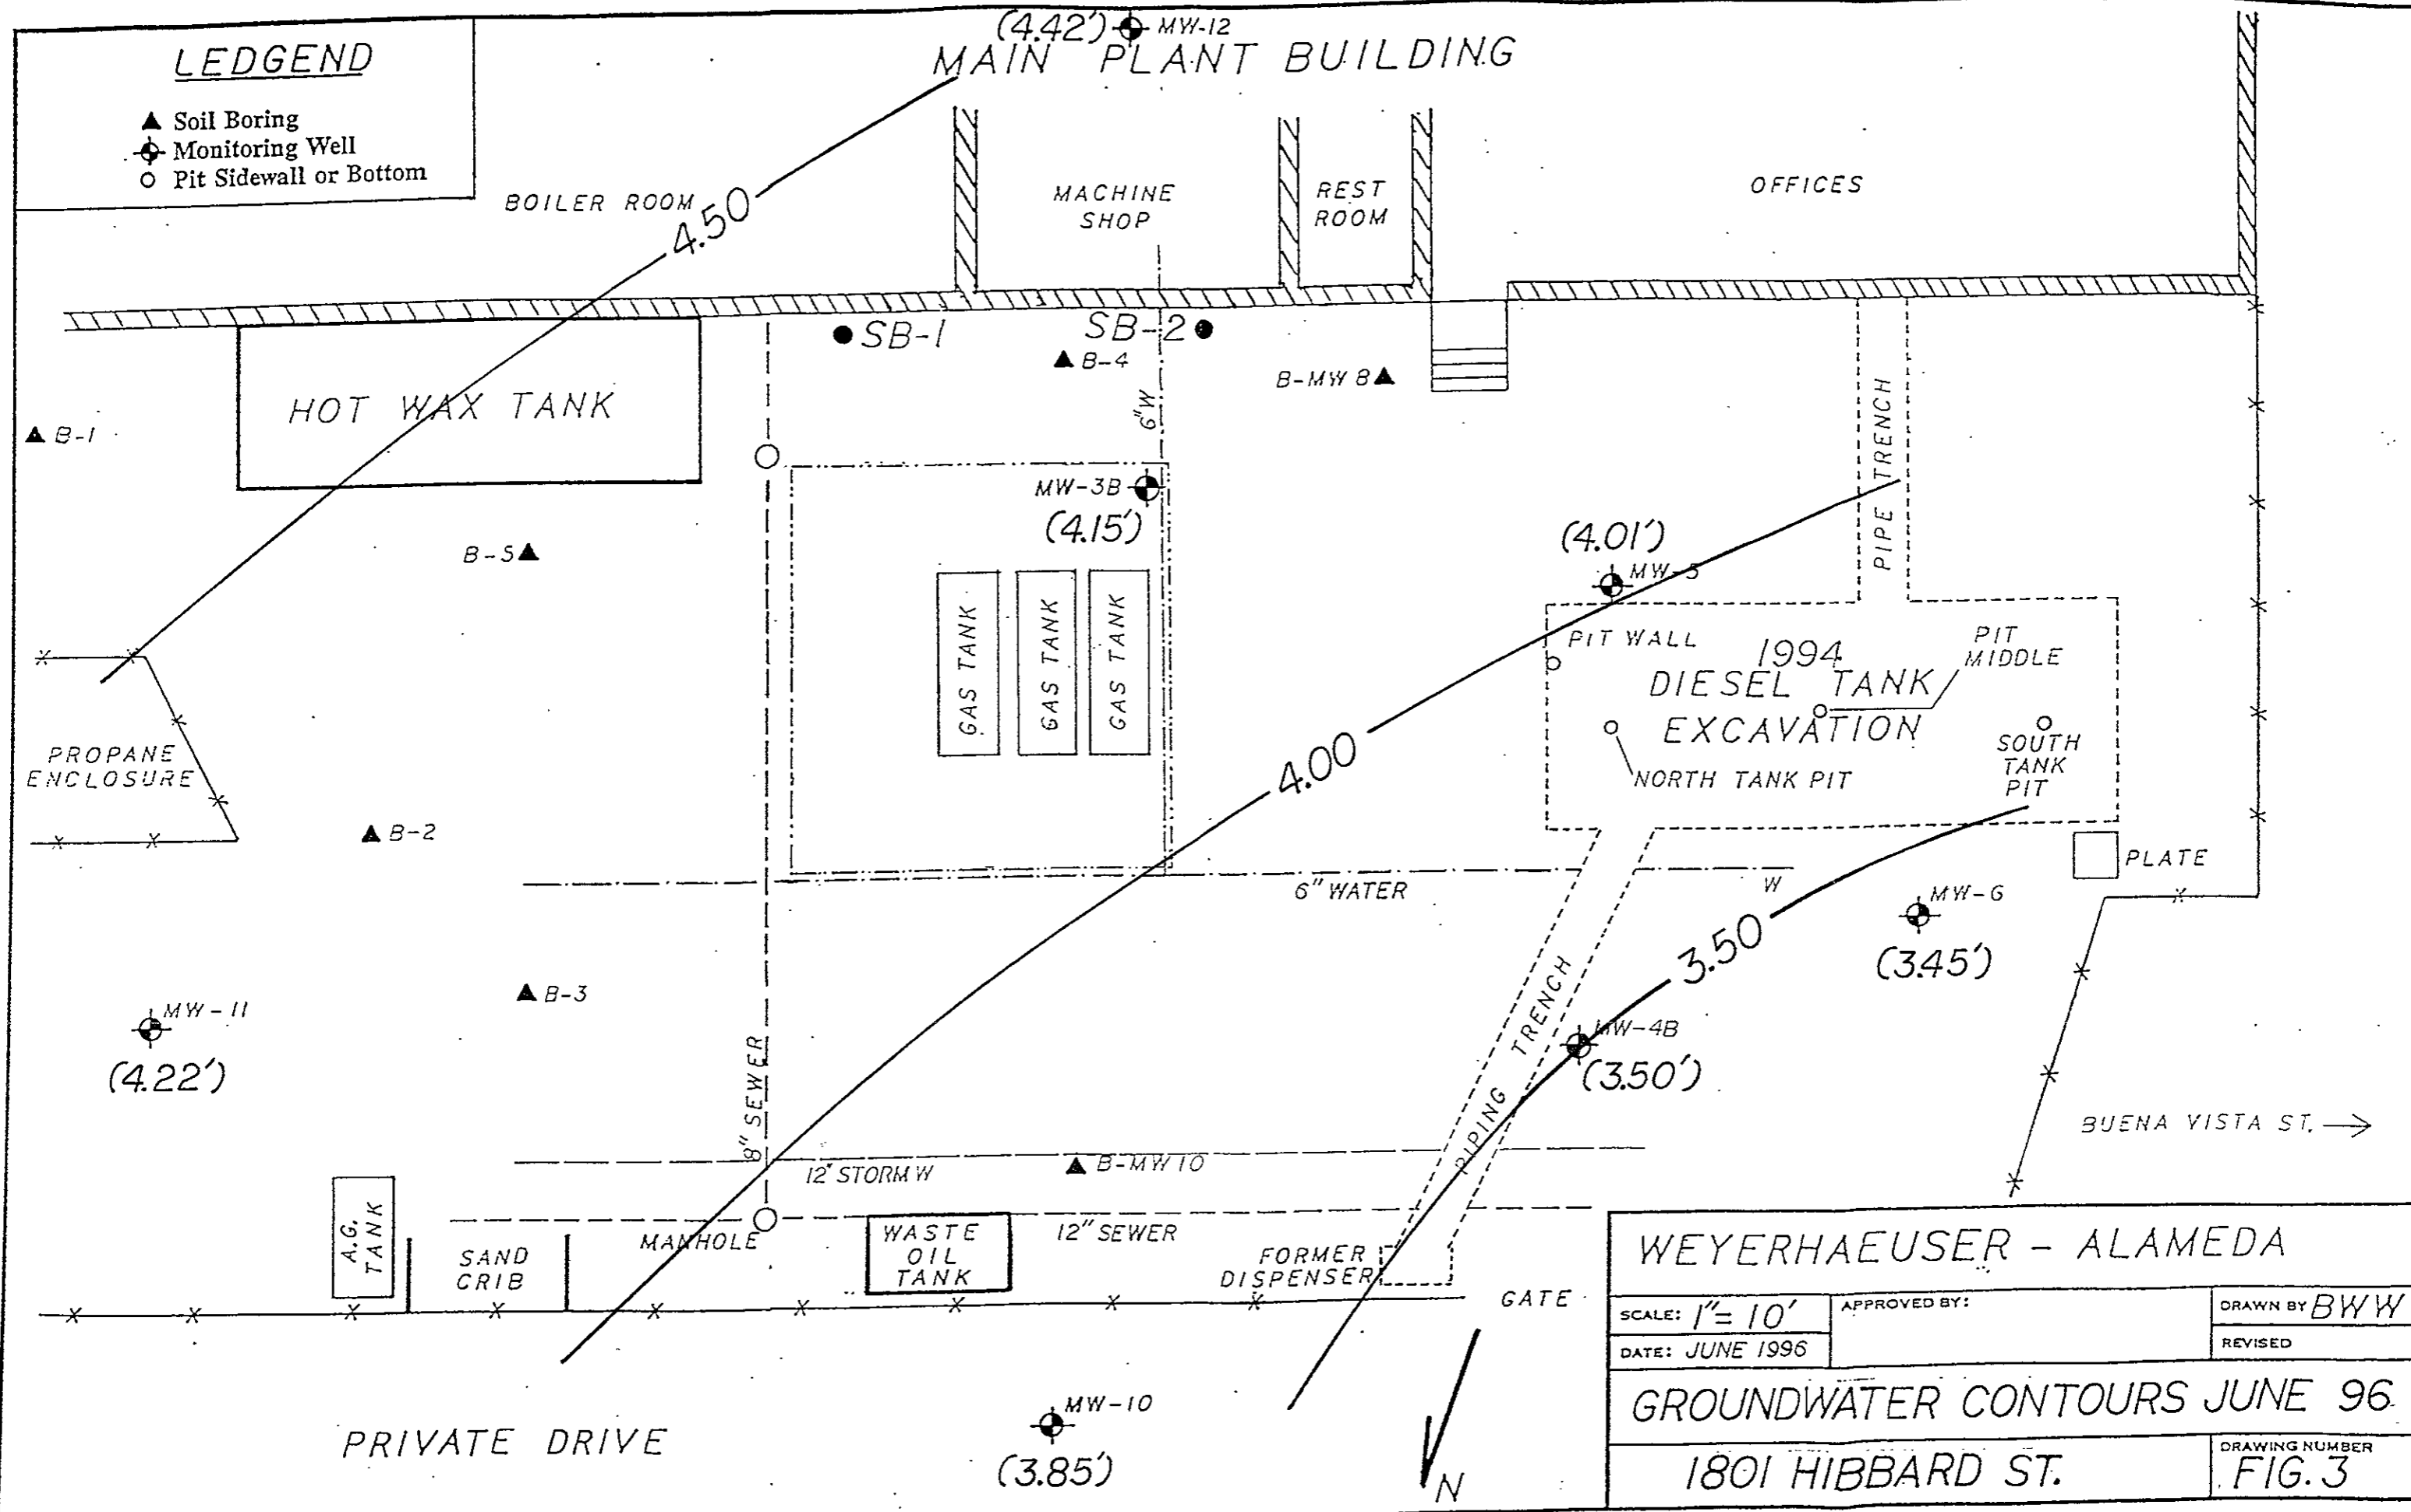 LEDGEND
Soil Boring
Monitoring Well
Pit Sidewall or Bottom
(4.42') MW-12
MAIN PLANT BUILDING
BOILER ROOM
4.50
MACHINE
SHOP
REST
ROOM
OFFICES
SB-1
SB-2
B-4
B-MW 8
6"W
HOT WAX TANK
B-1
PIPE TRENCH
MW-3B
(4.15')
B-5
(4.01')
MW-5
GAS TANK
GAS TANK
GAS TANK
PIT WALL
1994
DIESEL TANK
EXCAVATION
PIT
MIDDLE
NORTH TANK PIT
SOUTH
TANK
PIT
4.00
PROPANE
ENCLOSURE
B-2
6" WATER
W
PLATE
MW-6
(3.45')
3.50
B-3
MW-11
(4.22')
PIPING TRENCH
MW-4B
(3.50')
8" SEWER
BUENA VISTA ST.
12" STORM W
B-MW 10
A.G.
TANK
SAND
CRIB
MANHOLE
WASTE
OIL
TANK
12" SEWER
FORMER
DISPENSER
GATE
PRIVATE DRIVE
MW-10
(3.85')
N
WEYERHAEUSER - ALAMEDA
SCALE: 1"= 10'
APPROVED BY:
DRAWN BY BWW
DATE: JUNE 1996
REVISED
GROUNDWATER CONTOURS JUNE 96
1801 HIBBARD ST.
DRAWING NUMBER
FIG. 3